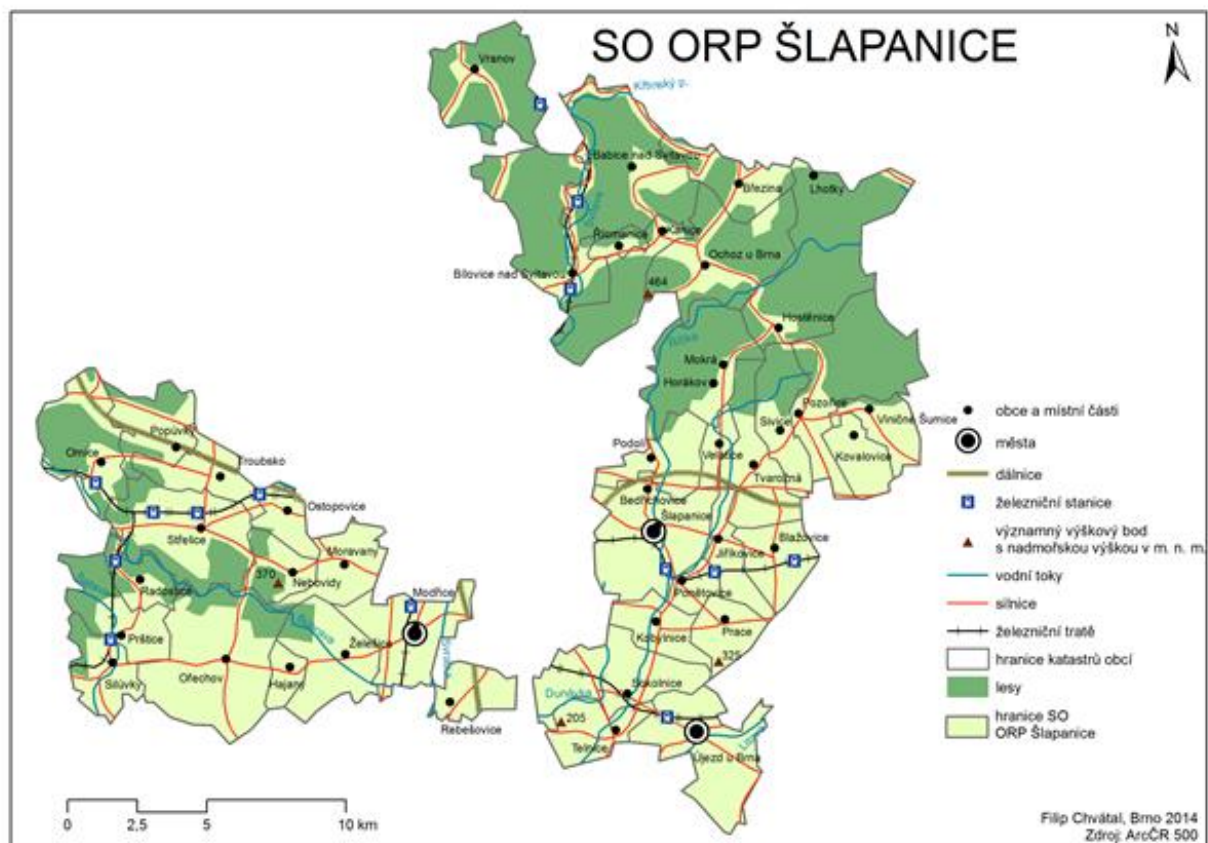 SO ORP ŠLAPANICE
N
Vranov
Křtinský p.
Babice nad Svitavou
Březina
Lhotky
Svitava
Kanice
Řicmanice
Ochoz u Brna
Bílovice nad Svitavou
464
Hostěnice
Říčka
Mokrá
Horákov
Pozořice
Sivice
Viničné Šumice
Kovalovice
Podolí
Velatice
Tvarožná
Bedřichovice
Šlapanice
Jiříkovice
Blažovice
Ponětovice
Kobylnice
Prace
325
Sokolnice
Dunávka
205
Telnice
Újezd u Brna
Popůvky
Omice
Troubsko
Ostopovice
Střelice
Moravany
370
Nebovidy
Radostice
Modřice
Prštice
Želešice
Silůvky
Ořechov
Hajany
Svratka
Rebešovice
obce a místní části
města
dálnice
železniční stanice
významný výškový bod
s nadmořskou výškou v m. n. m.
vodní toky
silnice
železniční tratě
hranice katastrů obcí
lesy
hranice SO
ORP Šlapanice
0 2,5 5 10 km
Filip Chvátal, Brno 2014
Zdroj: ArcČR 500